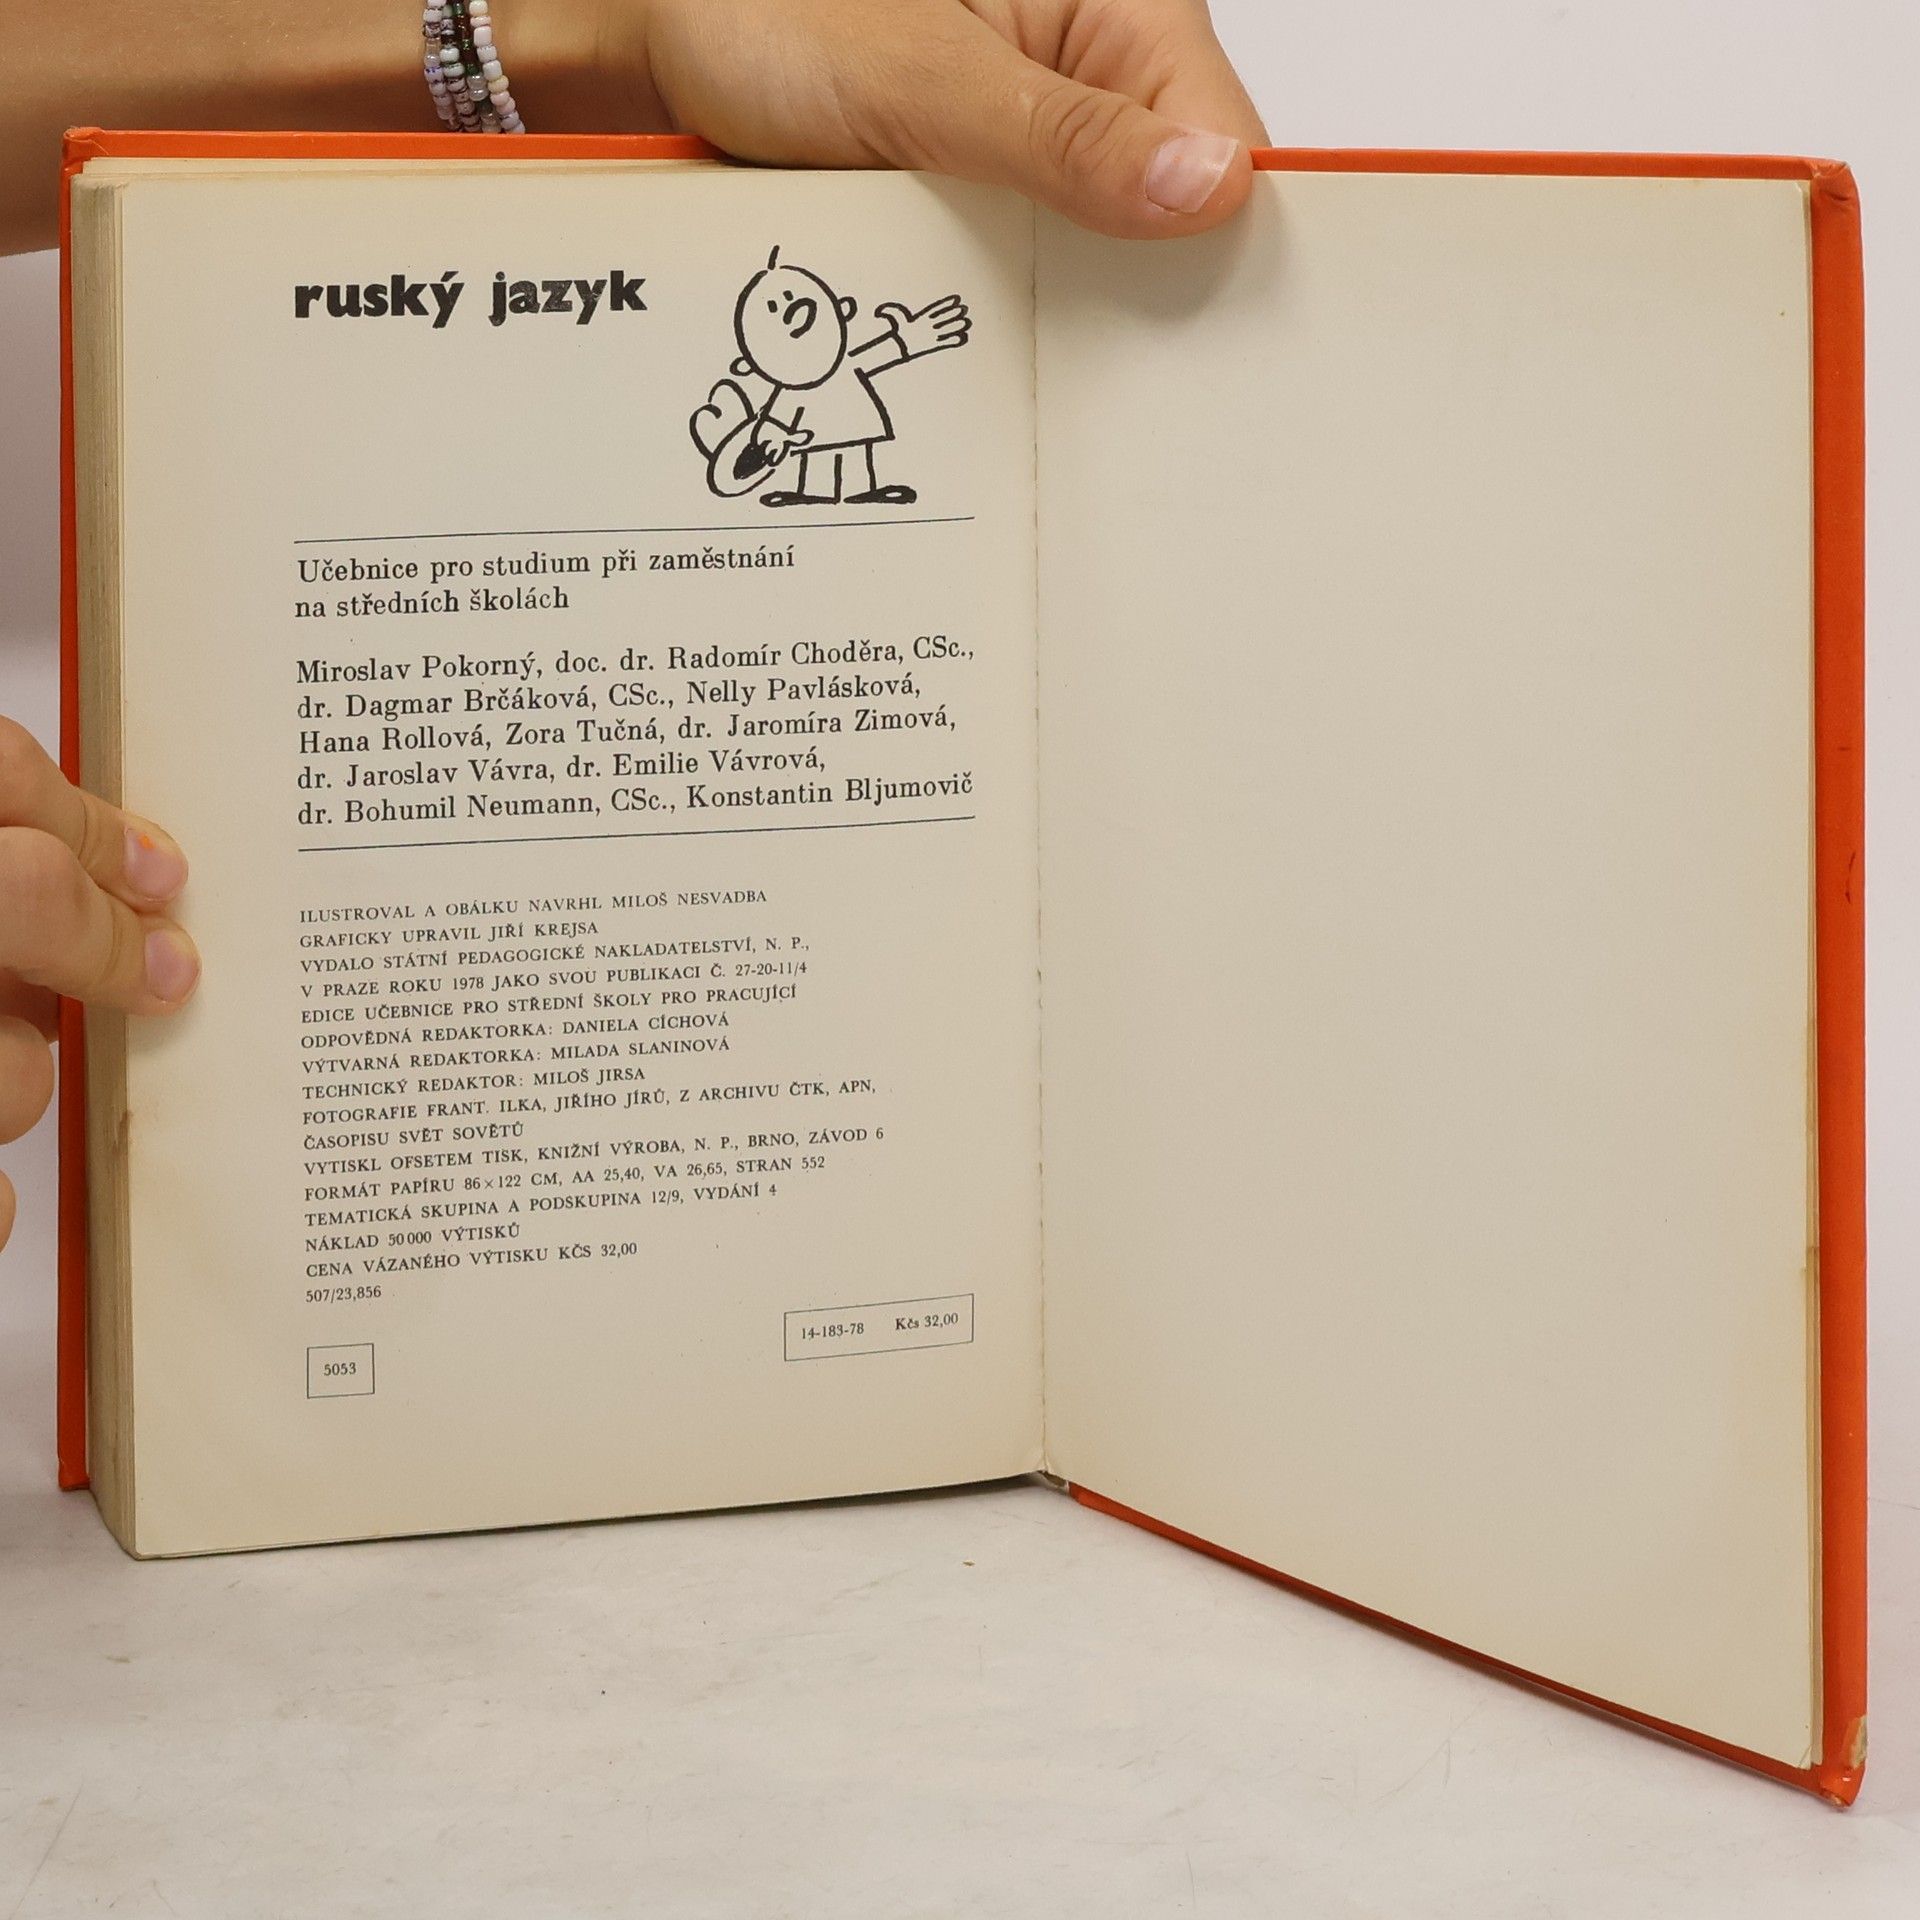 ruský jazyk
Učebnice pro studium při zaměstnání
na středních školách
Miroslav Pokorný, doc. dr. Radomír Choděra, CSc.,
dr. Dagmar Brčáková, CSc., Nelly Pavlásková,
Hana Rollová, Zora Tučná, dr. Jaromíra Zimová,
dr. Jaroslav Vávra, dr. Emilie Vávrová,
dr. Bohumil Neumann, CSc., Konstantin Bljumovič
ILUSTROVAL A OBÁLKU NAVRHL MILOŠ NESVADBA
GRAFICKY UPRAVIL JIŘÍ KREJSA
VYDALO STÁTNÍ PEDAGOGICKÉ NAKLADATELSTVÍ, N. P.,
V PRAZE ROKU 1978 JAKO SVOU PUBLIKACI Č. 27-20-11/4
EDICE UČEBNICE PRO STŘEDNÍ ŠKOLY PRO PRACUJÍCÍ
ODPOVĚDNÁ REDAKTORKA: DANIELA CÍCHOVÁ
VÝTVARNÁ REDAKTORKA: MILADA SLANINOVÁ
TECHNICKÝ REDAKTOR: MILOŠ JIRSA
FOTOGRAFIE FRANT. ILKA, JIŘÍHO JÍRŮ, Z ARCHIVU ČTK, APN,
ČASOPISU SVĚT SOVĚTŮ
VYTISKL OFSETEM TISK, KNIŽNÍ VÝROBA, N. P., BRNO, ZÁVOD 6
FORMÁT PAPÍRU 86×122 CM, AA 25,40, VA 26,65, STRAN 552
TEMATICKÁ SKUPINA A PODSKUPINA 12/9, VYDÁNÍ 4
NÁKLAD 50 000 VÝTISKŮ
CENA VÁZANÉHO VÝTISKU KČS 32,00
507/23,856
14-183-78 Kčs 32,00
5053